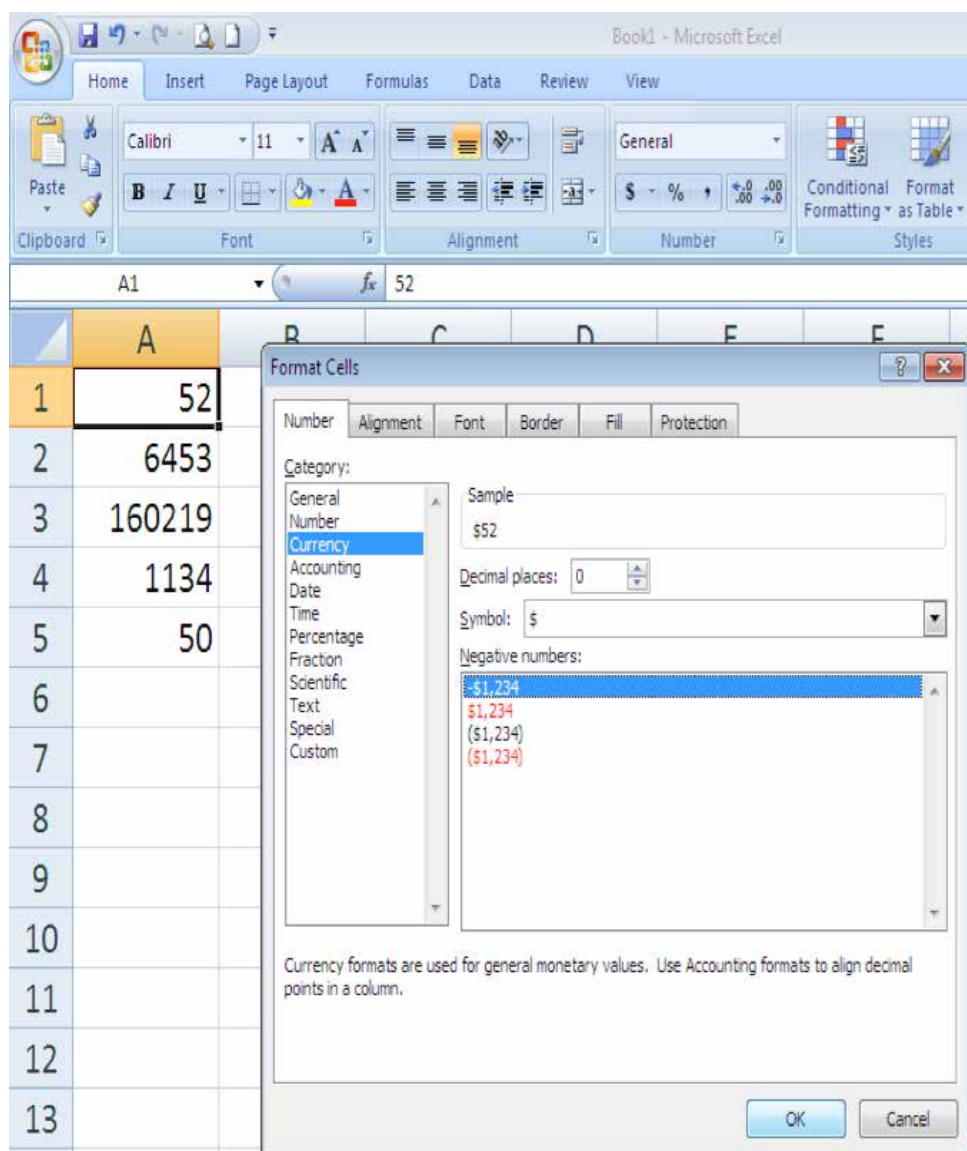 Book1 - Microsoft Excel
Home Insert Page Layout Formulas Data Review View
Calibri 11 A A General
Paste B I U A $ % , .0 .00 .00 .0 Conditional Formatting Format as Table
Clipboard Font Alignment Number Styles
A1 fx 52
A B C D E F
Format Cells
1 52
Number Alignment Font Border Fill Protection
2 6453
Category:
General
Number
Currency
Accounting
Date
Time
Percentage
Fraction
Scientific
Text
Special
Custom
Sample
$52
Decimal places: 0
Symbol: $
Negative numbers:
-$1,234
$1,234
($1,234)
($1,234)
3 160219
4 1134
5 50
6
7
8
9
10
Currency formats are used for general monetary values. Use Accounting formats to align decimal
points in a column.
11
12
13
OK Cancel